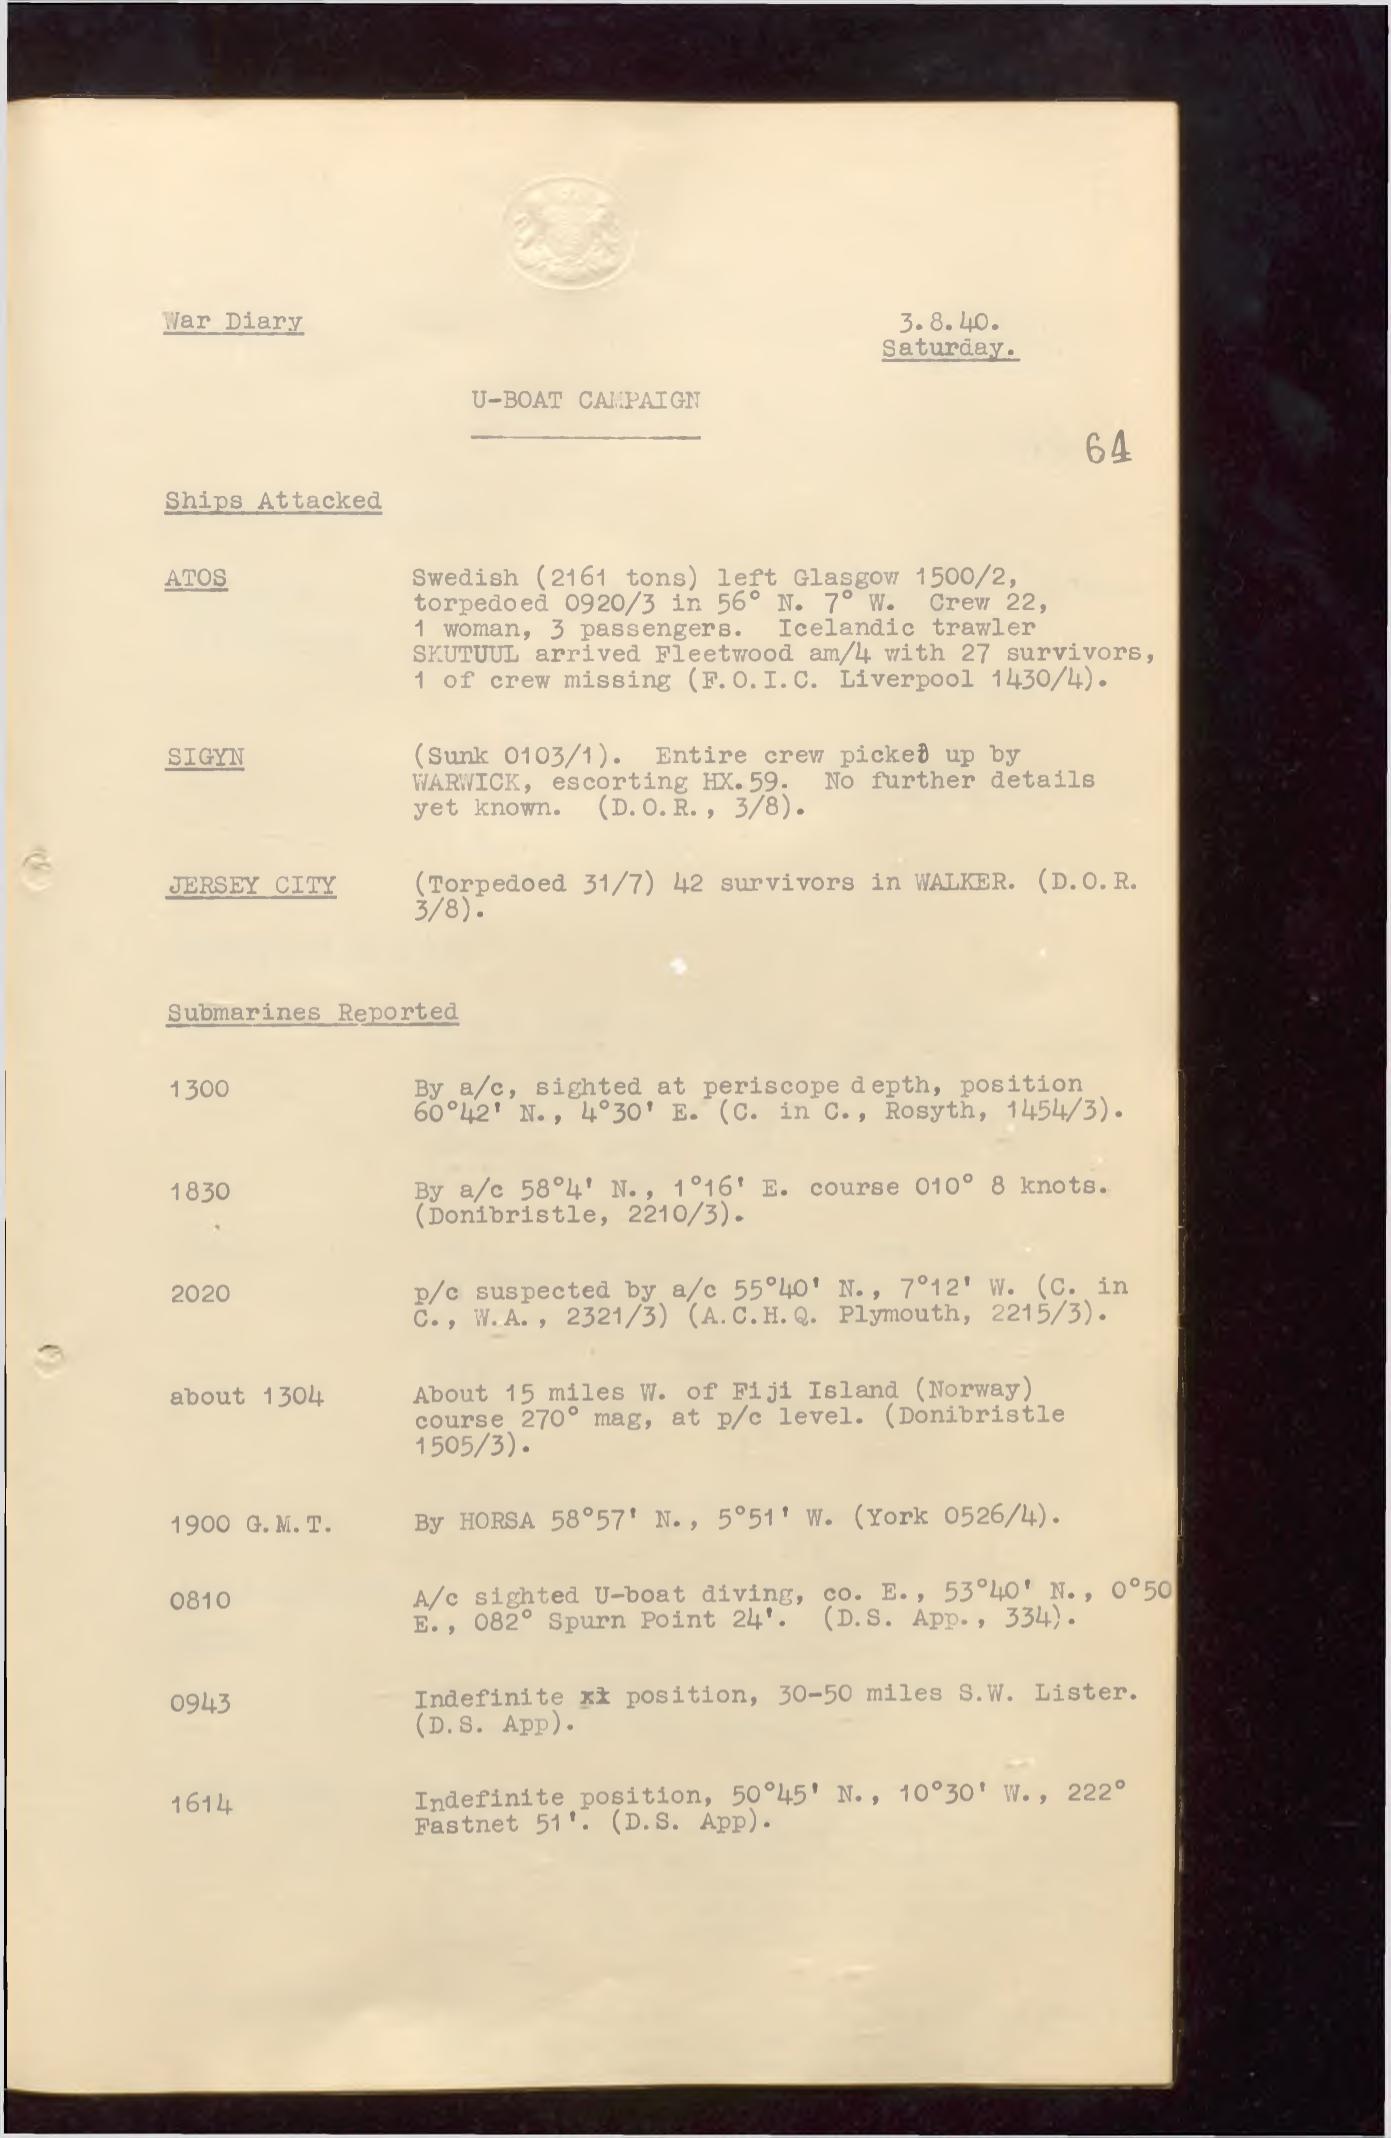 War Diary
3.8.40.
Saturday.
U-BOAT CAMPAIGN
64
Ships Attacked
ATOS
Swedish (2161 tons) left Glasgow 1500/2,
torpedoed 0920/3 in 56° N. 7° W. Crew 22,
1 woman, 3 passengers. Icelandic trawler
SKUTUUL arrived Fleetwood am/4 with 27 survivors,
1 of crew missing (F.O.I.C. Liverpool 1430/4).
SIGYN
(Sunk 0103/1). Entire crew picked up by
WARWICK, escorting HX.59. No further details
yet known. (D.O.R., 3/8).
JERSEY CITY
(Torpedoed 31/7) 42 survivors in WALKER. (D.O.R.
3/8).
Submarines Reported
1300
By a/c, sighted at periscope depth, position
60°42' N., 4°30' E. (C. in C., Rosyth, 1454/3).
1830
By a/c 58°4' N., 1°16' E. course 010° 8 knots.
(Donibristle, 2210/3).
2020
p/c suspected by a/c 55°40' N., 7°12' W. (C. in
C., W.A., 2321/3) (A.C.H.Q. Plymouth, 2215/3).
about 1304
About 15 miles W. of Fiji Island (Norway)
course 270° mag, at p/c level. (Donibristle
1505/3).
1900 G.M.T.
By HORSA 58°57' N., 5°51' W. (York 0526/4).
0810
A/c sighted U-boat diving, co. E., 53°40' N., 0°50
E., 082° Spurn Point 24'. (D.S. App., 334).
0943
Indefinite position, 30-50 miles S.W. Lister.
(D.S. App).
1614
Indefinite position, 50°45' N., 10°30' W., 222°
Fastnet 51'. (D.S. App).